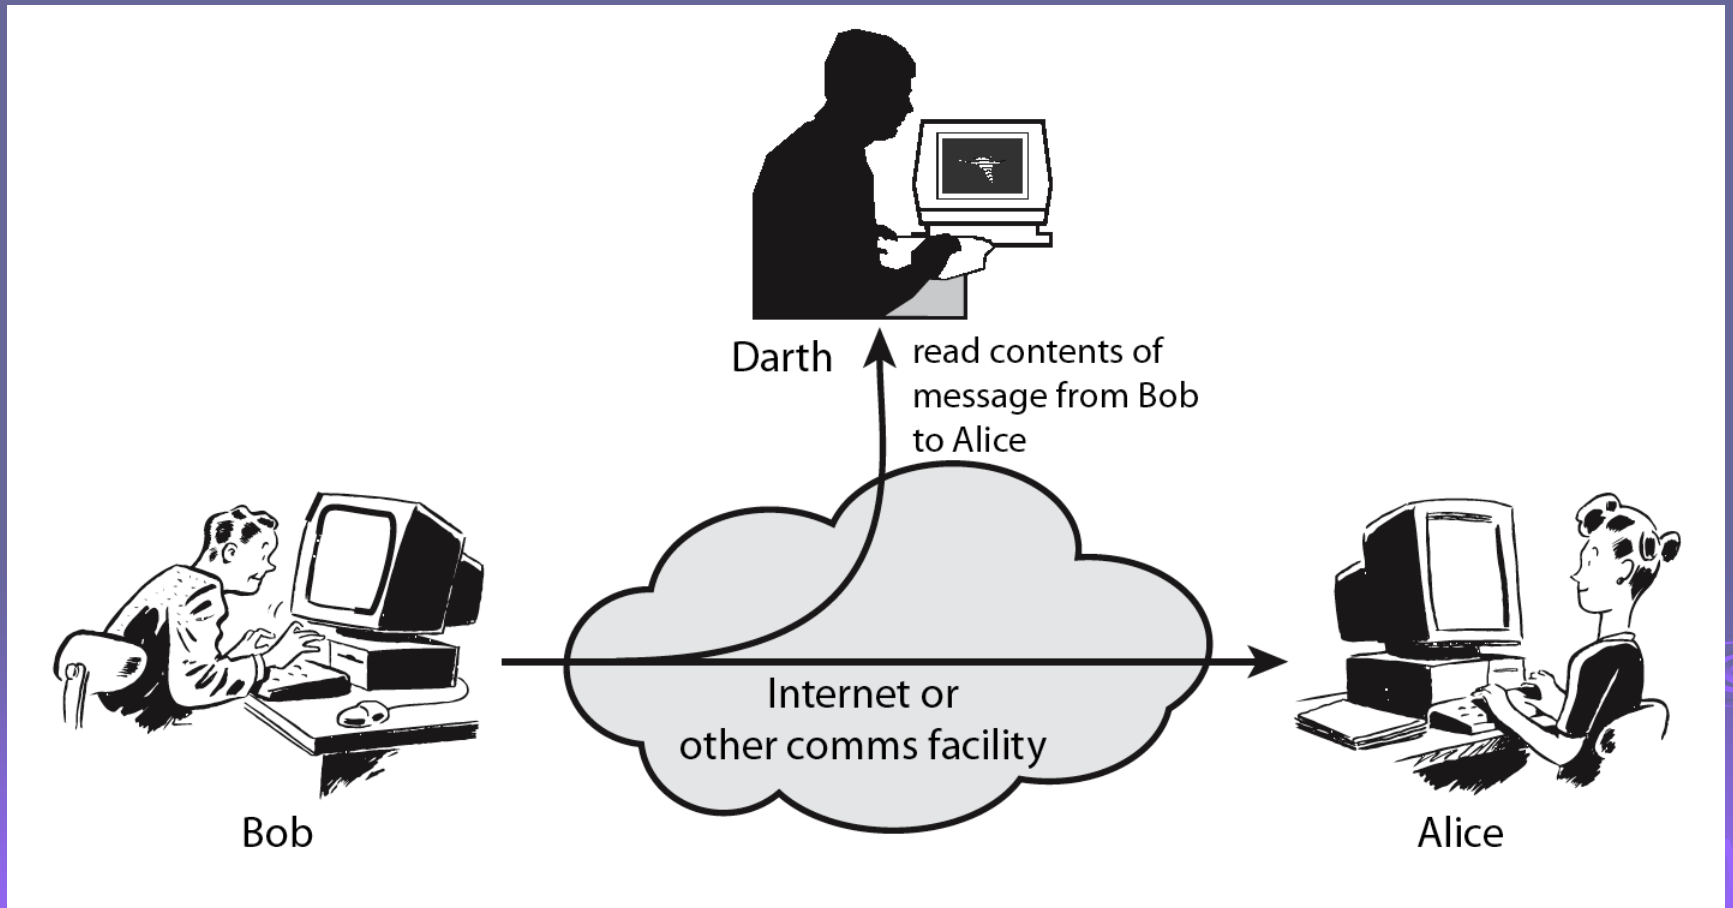 Darth
read contents of
message from Bob
to Alice
Internet or
other comms facility
Bob
Alice